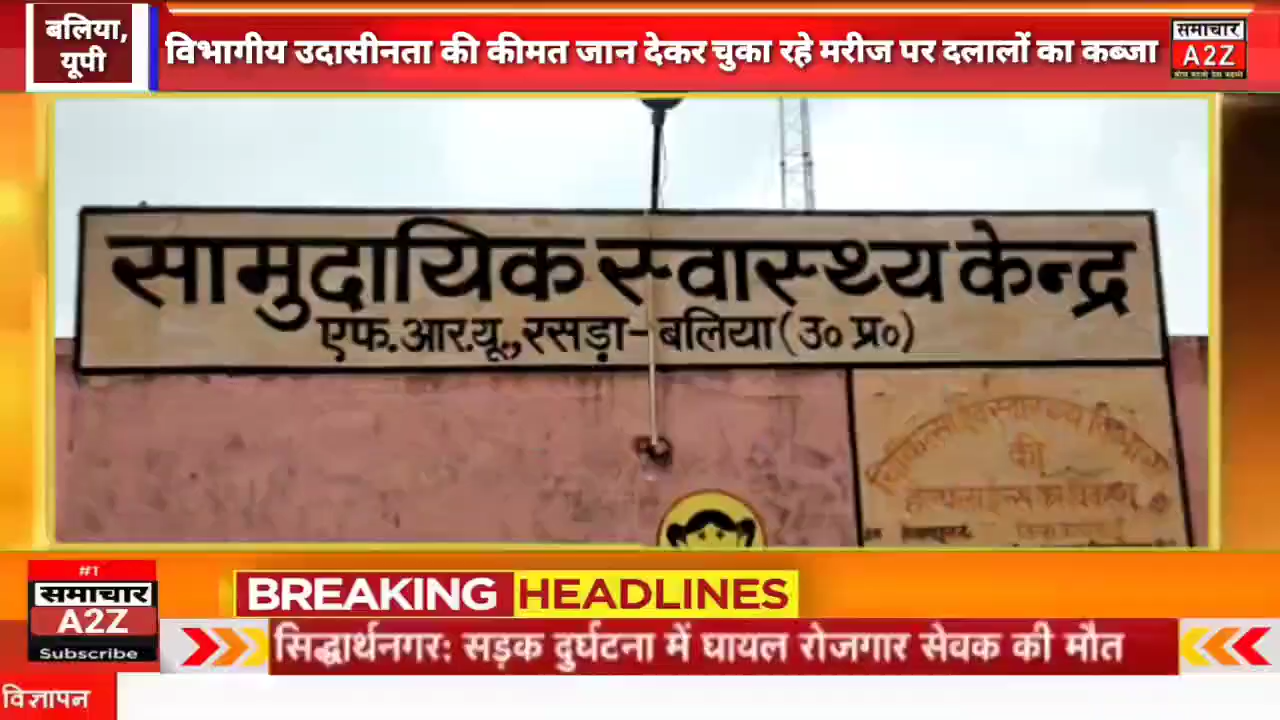 बलिया,
यूपी
विभागीय उदासीनता की कीमत जान देकर चुका रहे मरीज पर दलालों का कब्जा
समाचार
A2Z
सामुदायिक स्वास्थ्य केन्द्र
एफ.आर.यू., रसड़ा-बलिया (उ० प्र०)
की
#1
समाचार
A2Z
Subscribe
BREAKING HEADLINES
सिद्धार्थनगर: सड़क दुर्घटना में घायल रोजगार सेवक की मौत
विज्ञापन